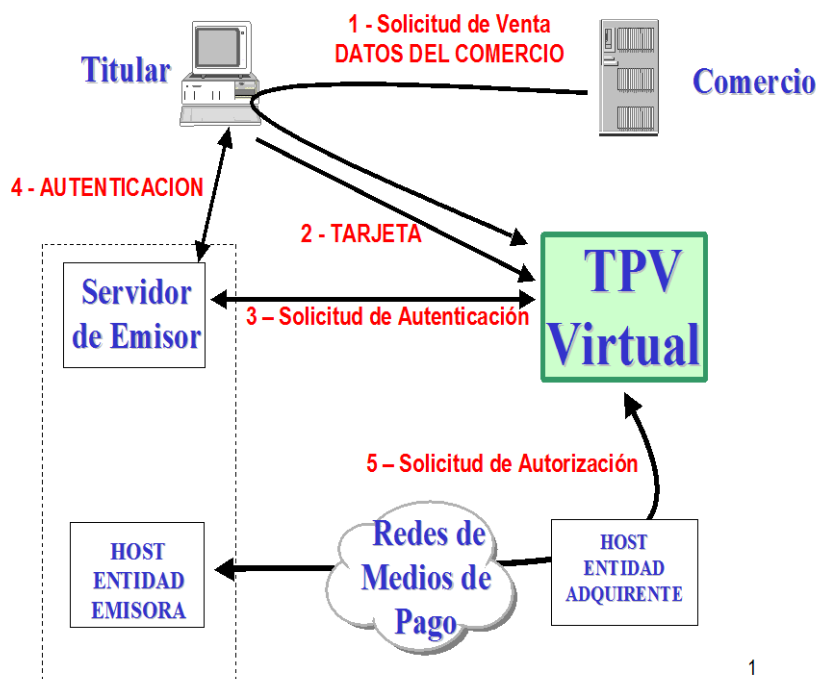 1 - Solicitud de Venta
DATOS DEL COMERCIO
Titular
Comercio
4 - AUTENTICACION
2 - TARJETA
Servidor
de Emisor
TPV
Virtual
3 – Solicitud de Autenticación
5 – Solicitud de Autorización
HOST
ENTIDAD
EMISORA
Redes de
Medios de
Pago
HOST
ENTIDAD
ADQUIRENTE
1